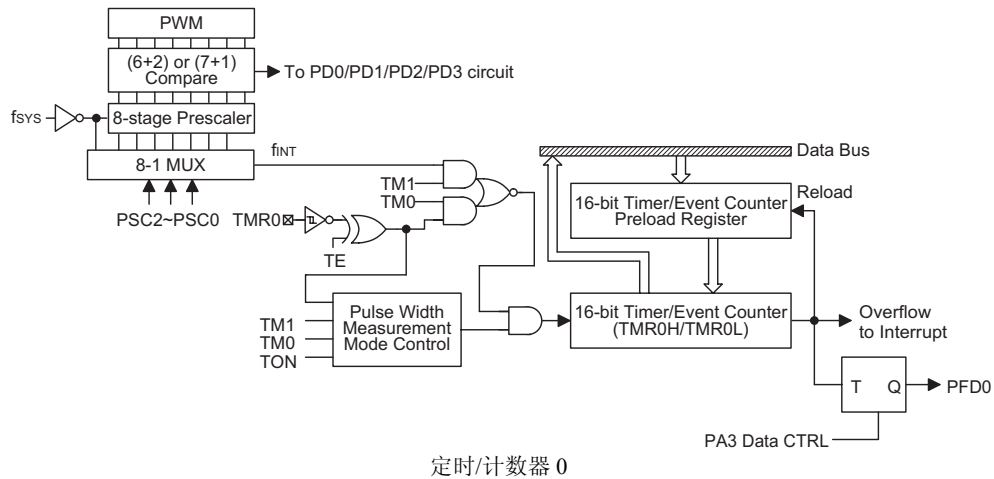 PWM
(6+2) or (7+1)
Compare
To PD0/PD1/PD2/PD3 circuit
fSYS
8-stage Prescaler
8-1 MUX
fINT
PSC2~PSC0
TM1
TM0
TMR0
TE
Data Bus
16-bit Timer/Event Counter
Preload Register
Reload
Pulse Width
Measurement
Mode Control
TM1
TM0
TON
16-bit Timer/Event Counter
(TMR0H/TMR0L)
Overflow
to Interrupt
T Q
PFD0
PA3 Data CTRL
定时/计数器 0